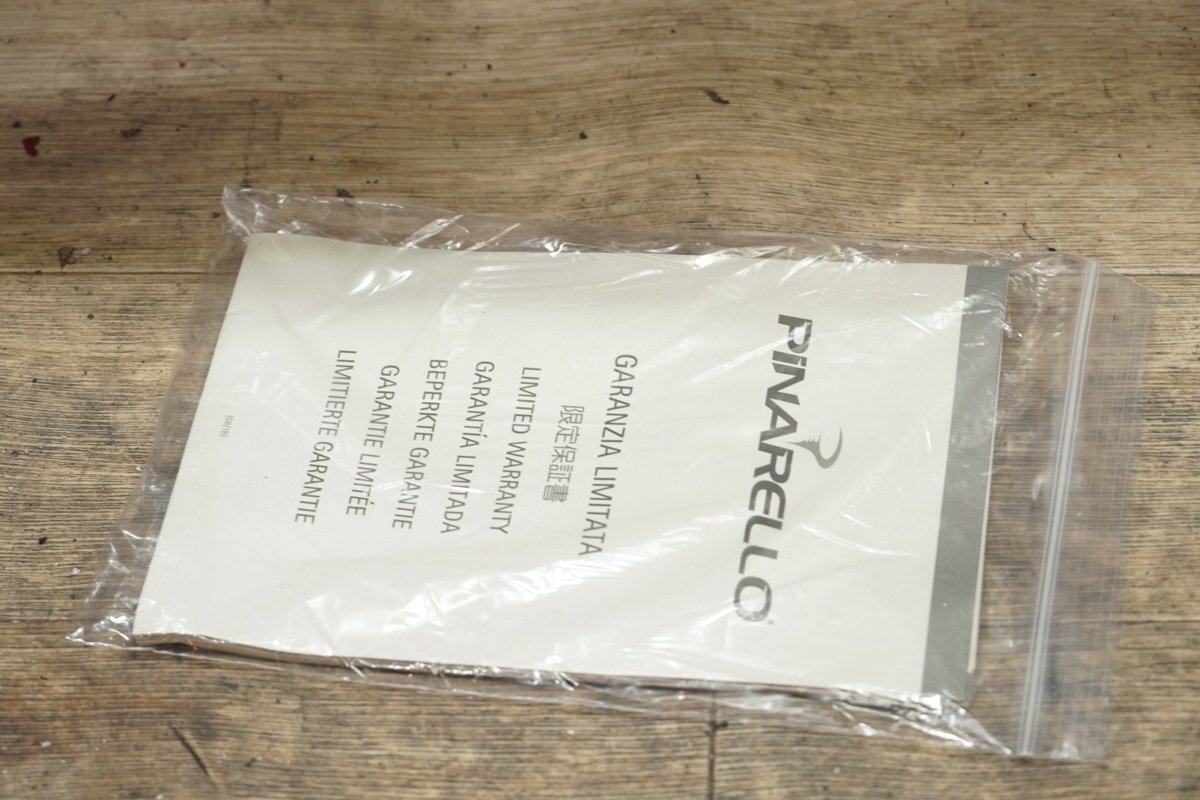 PINARELLO
GARANZIA LIMITATA
限定保証書
LIMITED WARRANTY
GARANTÍA LIMITADA
BEPERKTE GARANTIE
GARANTIE LIMITÉE
LIMITIERTE GARANTIE